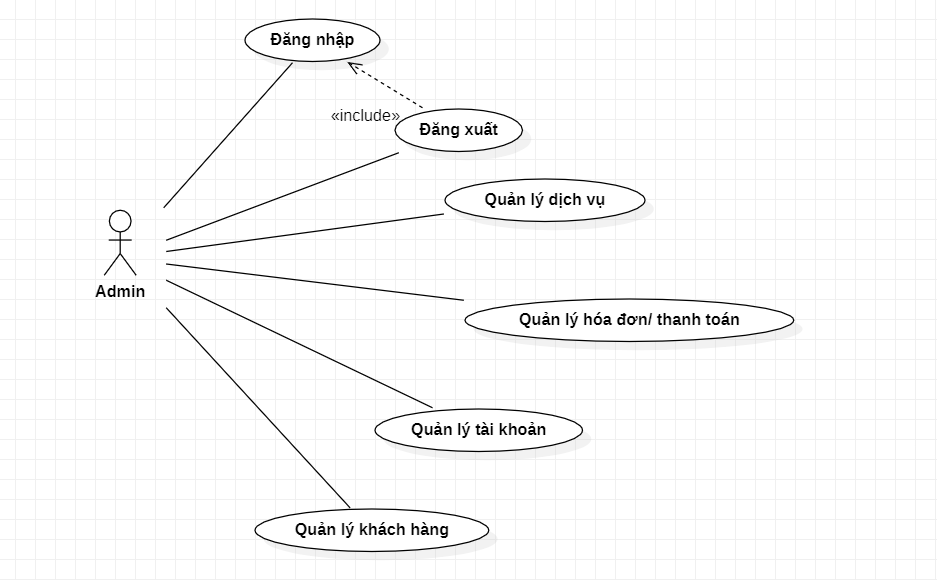 Đăng nhập
«include»
Đăng xuất
Quản lý dịch vụ
Admin
Quản lý hóa đơn/ thanh toán
Quản lý tài khoản
Quản lý khách hàng